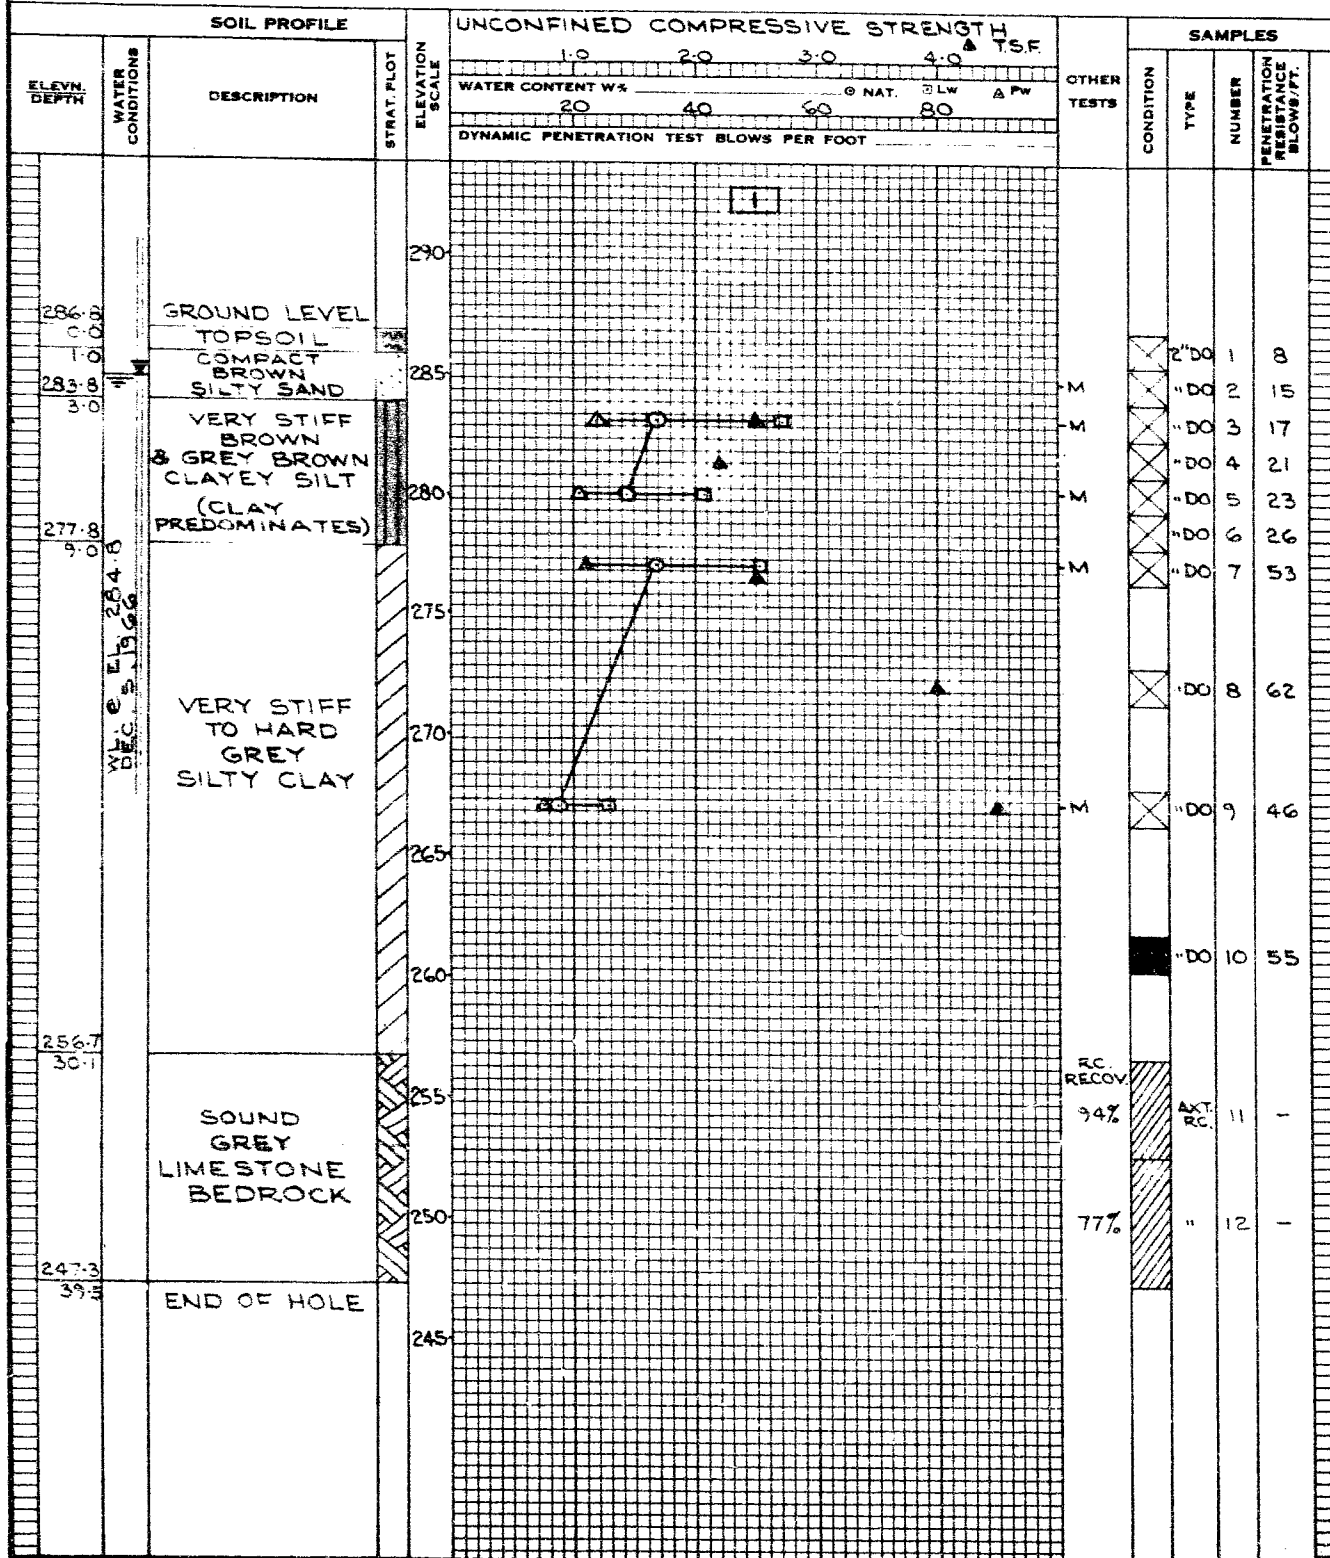 SOIL PROFILE
ELEVN. DEPTH
WATER CONDITIONS
DESCRIPTION
STRAT. PLOT
ELEVATION SCALE
UNCONFINED COMPRESSIVE STRENGTH
▲ T.S.F.
1.0 2.0 3.0 4.0
WATER CONTENT W% ⊙ NAT. ⊡ LW △ PW
20 40 60 80
DYNAMIC PENETRATION TEST BLOWS PER FOOT
OTHER TESTS
SAMPLES
CONDITION
TYPE
NUMBER
PENETRATION RESISTANCE BLOWS/FT.
1
290
286.8 GROUND LEVEL
0.0 TOPSOIL
1.0 COMPACT
BROWN
283.8 SILTY SAND
3.0
285
VERY STIFF
BROWN
& GREY BROWN
CLAYEY SILT
(CLAY
PREDOMINATES)
280
277.8
9.0
WL. @ EL. 284.8
DEC. 5, 1966
275
VERY STIFF
TO HARD
GREY
SILTY CLAY
270
265
260
256.7
30.1
255
SOUND
GREY
LIMESTONE
BEDROCK
250
247.3
39.5
END OF HOLE
245
2"DO 1 8
M "DO 2 15
M "DO 3 17
"DO 4 21
M "DO 5 23
"DO 6 26
M "DO 7 53
"DO 8 62
M "DO 9 46
"DO 10 55
RC.
RECOV.
94% AXT. RC. 11 -
77% " 12 -